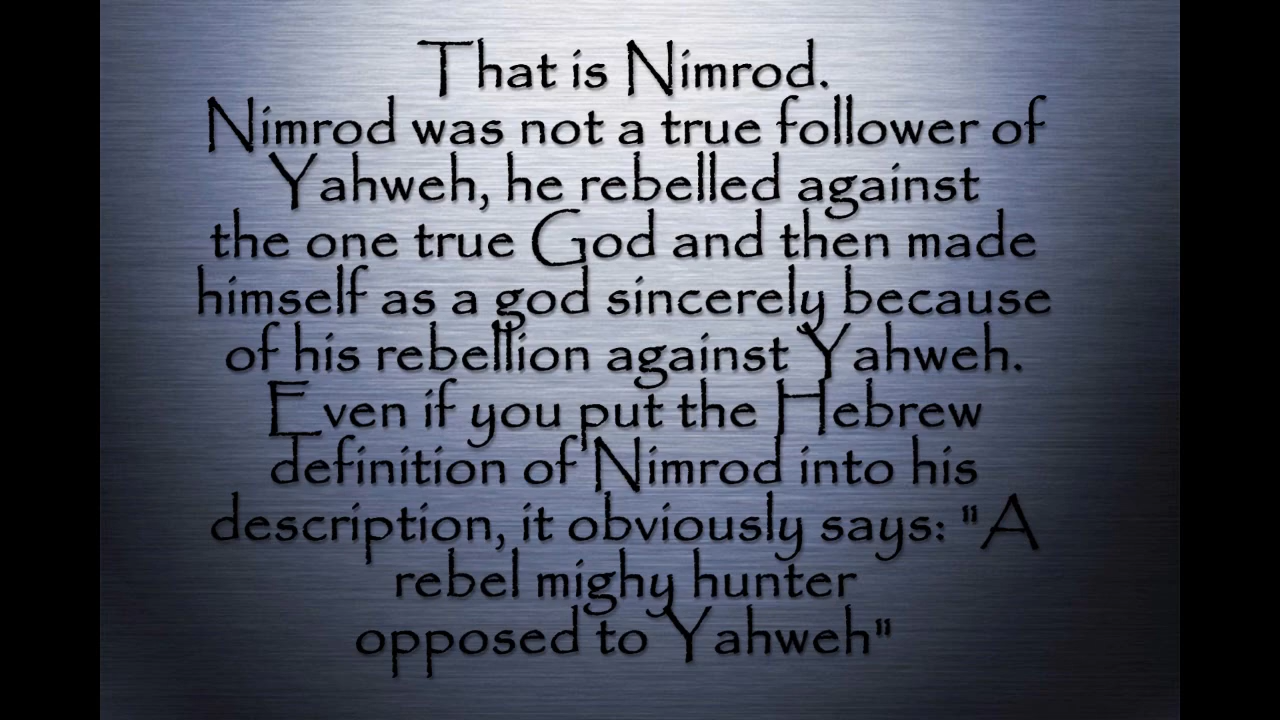 That is Nimrod.
Nimrod was not a true follower of
Yahweh, he rebelled against
the one true God and then made
himself as a god sincerely because
of his rebellion against Yahweh.
Even if you put the Hebrew
definition of Nimrod into his
description, it obviously says: "A
rebel mighy hunter
opposed to Yahweh"